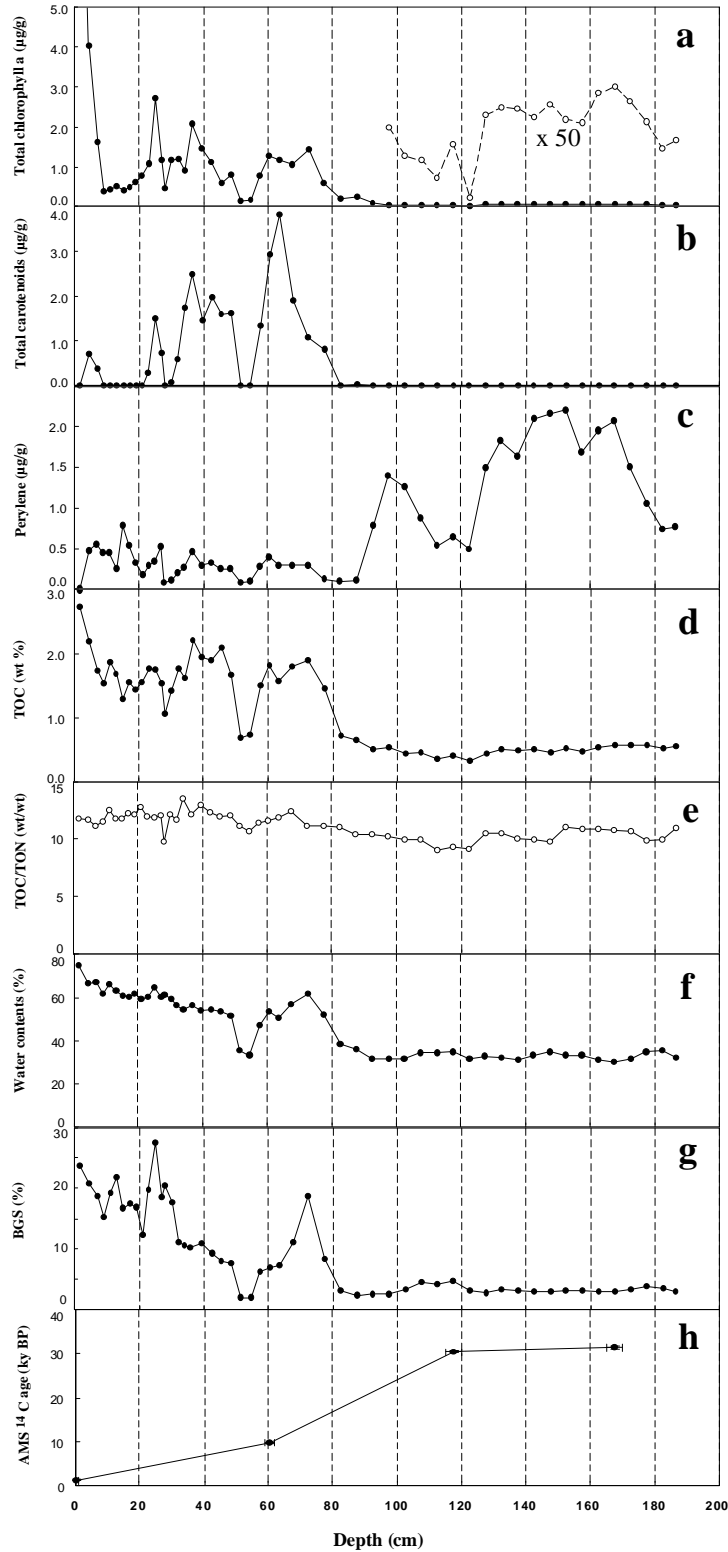 5.0
4.0
3.0
2.0
1.0
0.0
Total chlorophyll a (µg/g)
a
x 50
4.0
3.0
2.0
1.0
0.0
Total carotenoids (µg/g)
b
2.0
1.5
1.0
0.5
0.0
Perylene (µg/g)
c
3.0
2.0
1.0
0.0
TOC (wt %)
d
15
10
5
0
TOC/TON (wt/wt)
e
80
60
40
20
0
Water contents (%)
f
30
20
10
0
BGS (%)
g
40
30
20
10
0
AMS 14 C age (ky BP)
h
0 20 40 60 80 100 120 140 160 180 200
Depth (cm)